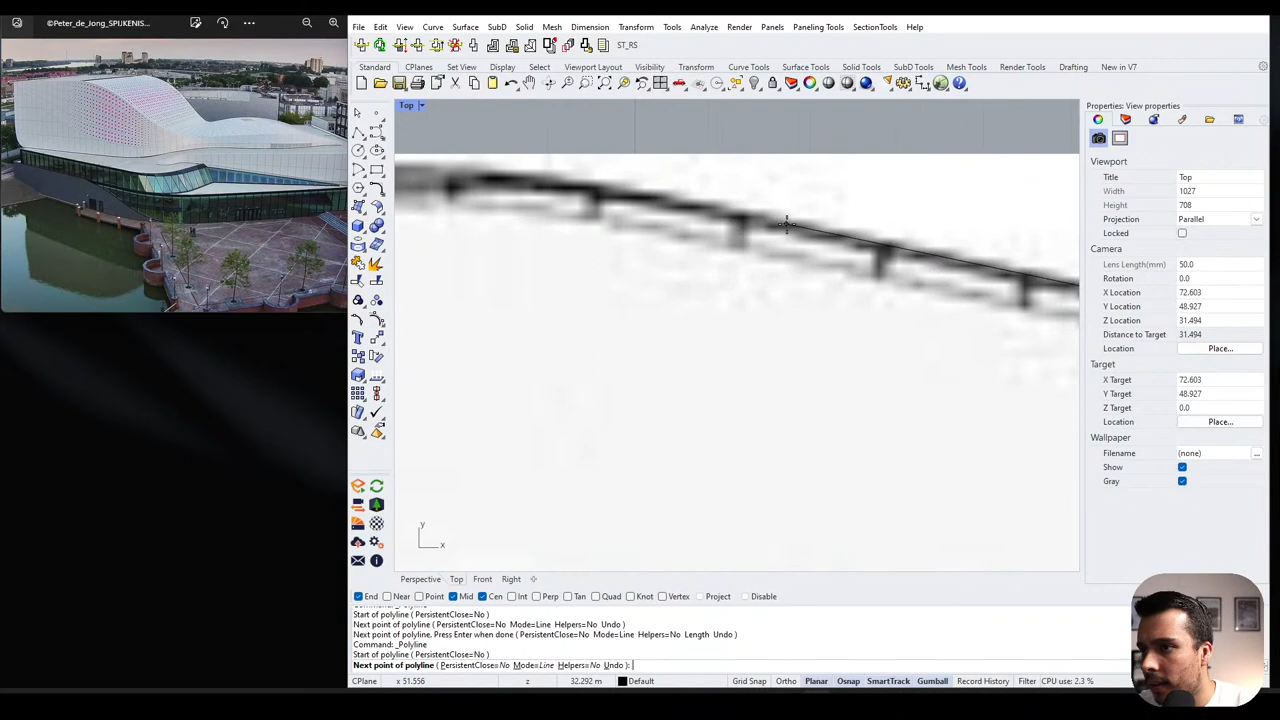 ©Peter_de_Jong_SPIJKENIS...
File Edit View Curve Surface SubD Solid Mesh Dimension Transform Tools Analyze Render Panels Paneling Tools SectionTools Help
ST_RS
Standard CPlanes Set View Display Select Viewport Layout Visibility Transform Curve Tools Surface Tools Solid Tools SubD Tools Mesh Tools Render Tools Drafting New in V7
Top
Properties: View properties
Viewport
Title Top
Width 1027
Height 708
Projection Parallel
Locked
Camera
Lens Length(mm) 50.0
Rotation 0.0
X Location 72.603
Y Location 48.927
Z Location 31.494
Distance to Target 31.494
Location Place...
Target
X Target 72.603
Y Target 48.927
Z Target 0.0
Location Place...
Wallpaper
Filename (none) ...
Show
Gray
y
x
Perspective Top Front Right
End Near Point Mid Cen Int Perp Tan Quad Knot Vertex Project Disable
Command: _Polyline
Start of polyline ( PersistentClose=No )
Next point of polyline ( PersistentClose=No Mode=Line Helpers=No Undo )
Next point of polyline. Press Enter when done ( PersistentClose=No Mode=Line Helpers=No Length Undo )
Command: _Polyline
Start of polyline ( PersistentClose=No )
Next point of polyline ( PersistentClose=No Mode=Line Helpers=No Undo ):
CPlane x 51.556 z 32.292 m Default Grid Snap Ortho Planar Osnap SmartTrack Gumball Record History Filter CPU use: 2.3 %